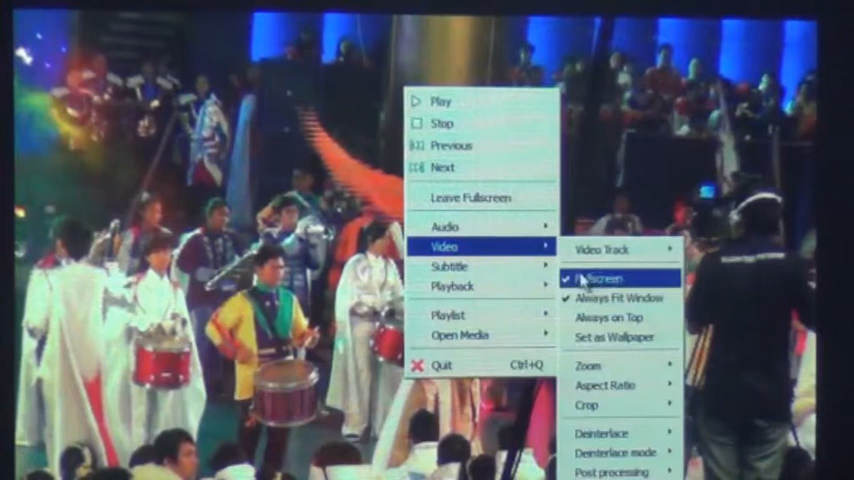 Play
Stop
Previous
Next
Leave Fullscreen
Audio
Video
Subtitle
Playback
Playlist
Open Media
Quit Ctrl+Q
Video Track
Fullscreen
Always Fit Window
Always on Top
Set as Wallpaper
Zoom
Aspect Ratio
Crop
Deinterlace
Deinterlace mode
Post processing